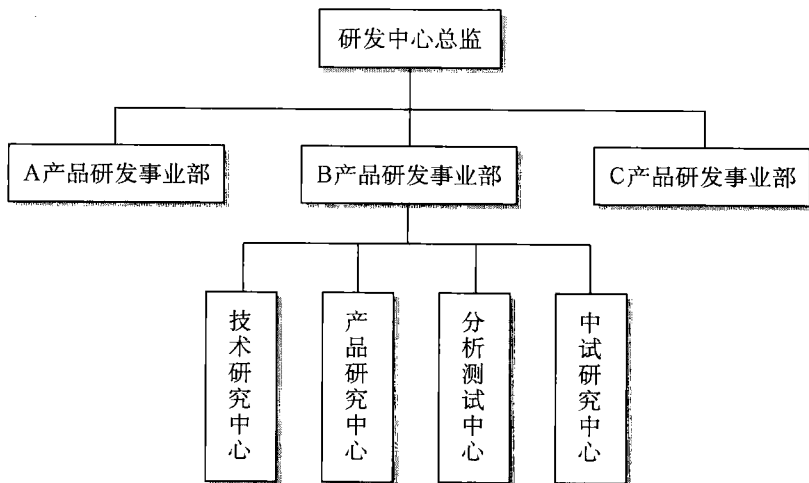 研发中心总监
A产品研发事业部
B产品研发事业部
C产品研发事业部
技术研究中心
产品研究中心
分析测试中心
中试研究中心